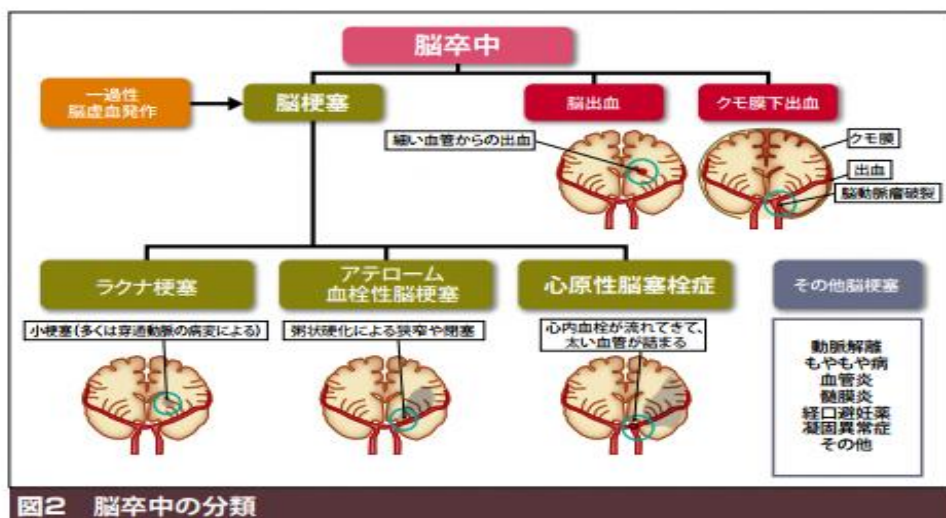 脳卒中
一過性
脳虚血発作
脳梗塞
脳出血
クモ膜下出血
細い血管からの出血
クモ膜
出血
脳動脈瘤破裂
ラクナ梗塞
アテローム
血栓性脳梗塞
心原性脳塞栓症
その他脳梗塞
小梗塞(多くは穿通動脈の病変による)
粥状硬化による狭窄や閉塞
心内血栓が流れてきて、
太い血管が詰まる
動脈解離
もやもや病
血管炎
髄膜炎
経口避妊薬
凝固異常症
その他
図2 脳卒中の分類